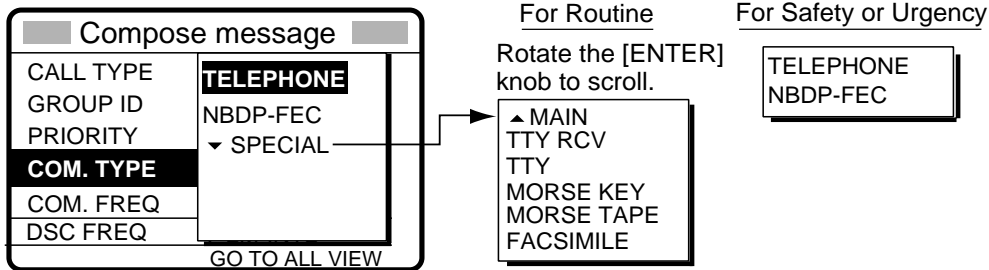 Compose message
CALL TYPE
GROUP ID
PRIORITY
COM. TYPE
COM. FREQ
DSC FREQ
TELEPHONE
NBDP-FEC
▼ SPECIAL
GO TO ALL VIEW
For Routine
Rotate the [ENTER]
knob to scroll.
▲ MAIN
TTY RCV
TTY
MORSE KEY
MORSE TAPE
FACSIMILE
For Safety or Urgency
TELEPHONE
NBDP-FEC